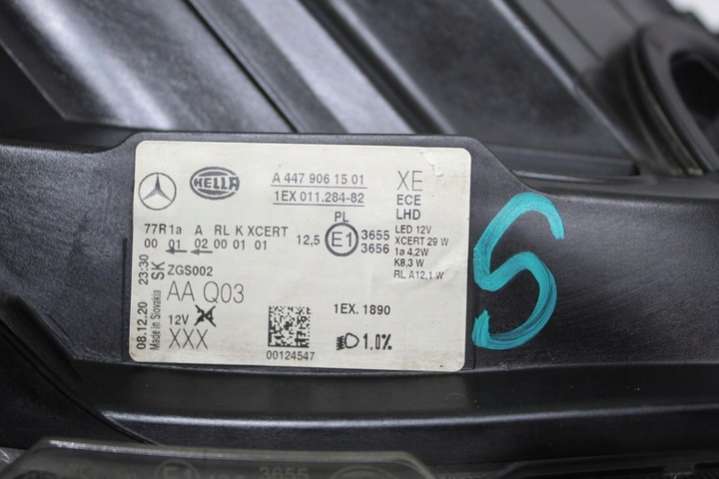 HELLA
A 447 906 15 01
1EX 011.284-82
XE
ECE
LHD
LED 12V
XCERT 29 W
1a 4,2W
K8,3 W
RL A12,1 W
77R1a A RL K XCERT
00 01 02 00 01 01
PL
12,5 E1 3655
3656
ZGS002
AA Q03
12V
XXX
00124547
1EX. 1890
1.0%
08.12.20 23:30
Made in Slovakia SK
S
E1 3655